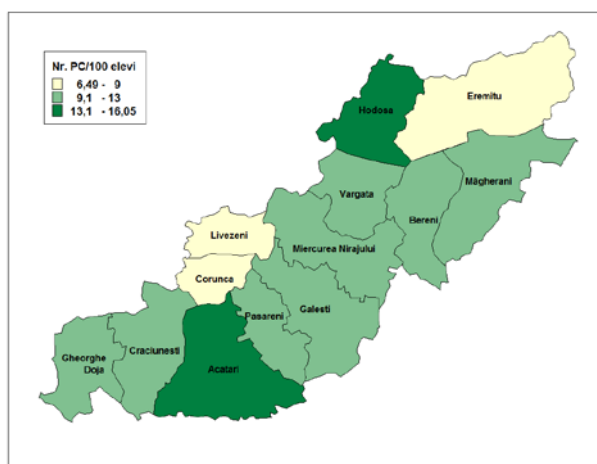 Nr. PC/100 elevi
6,49 - 9
9,1 - 13
13,1 - 16,05
Hodosa
Eremitu
Vargata
Măgherani
Bereni
Livezeni
Miercurea Nirajului
Corunca
Galesti
Pasareni
Craciunesti
Gheorghe
Doja
Acatari